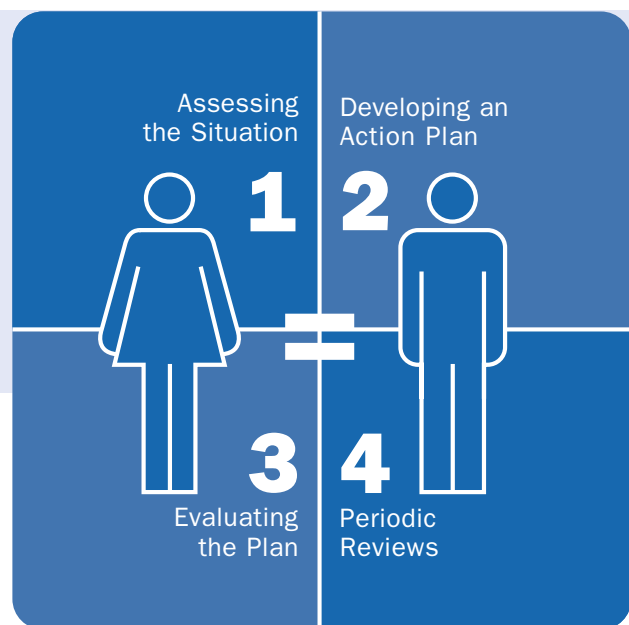 Assessing
the Situation
1
Developing an
Action Plan
2
=
3
Evaluating
the Plan
4
Periodic
Reviews